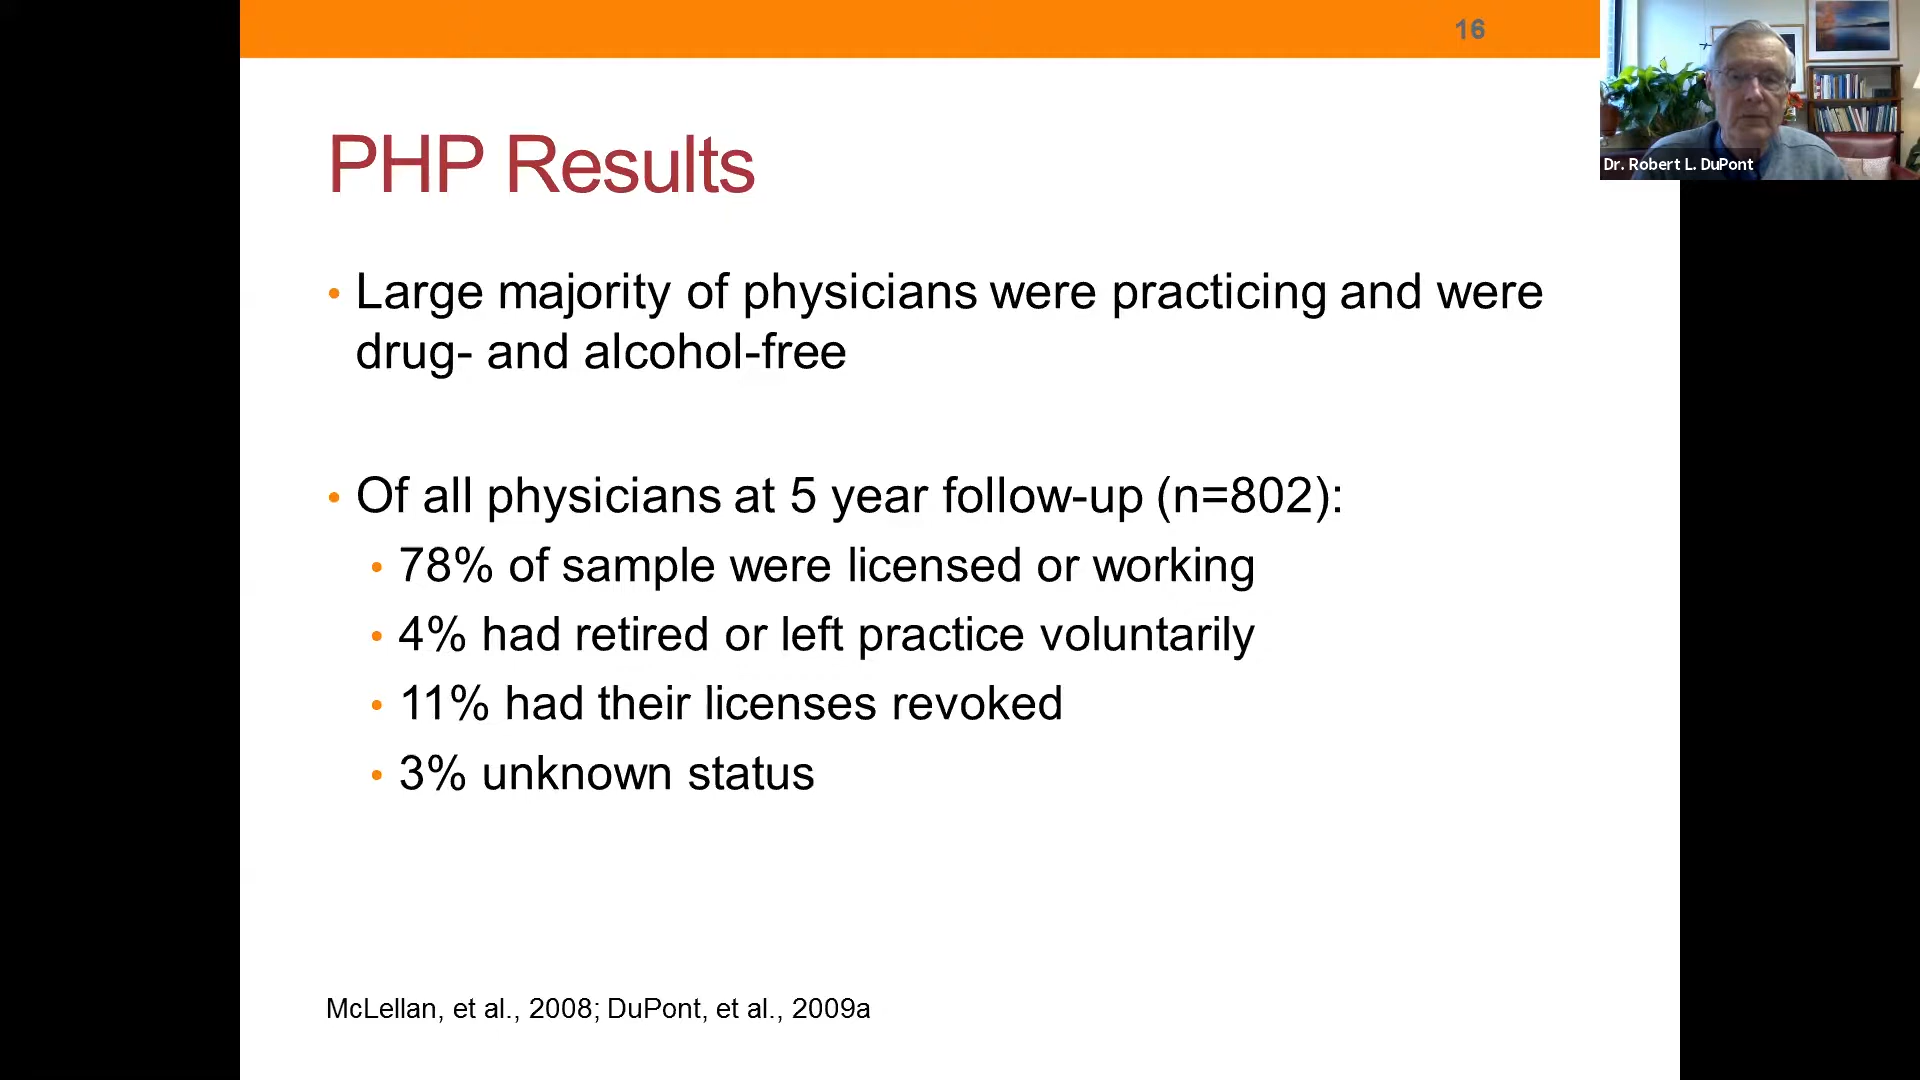 16
Dr. Robert L. DuPont
PHP Results
• Large majority of physicians were practicing and were
drug- and alcohol-free
• Of all physicians at 5 year follow-up (n=802):
• 78% of sample were licensed or working
• 4% had retired or left practice voluntarily
• 11% had their licenses revoked
• 3% unknown status
McLellan, et al., 2008; DuPont, et al., 2009a